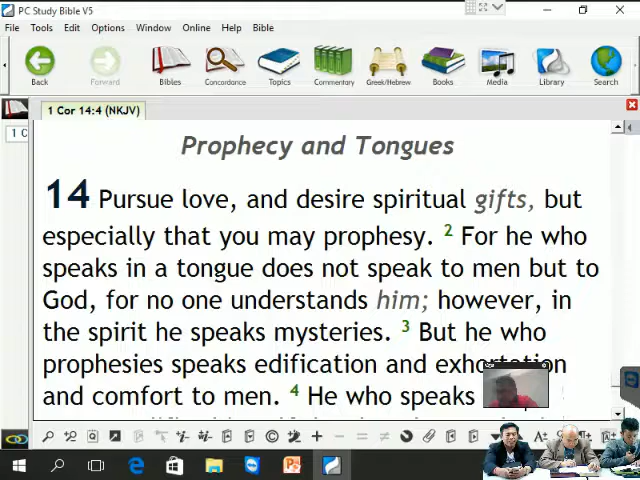 PC Study Bible V5
File Tools Edit Options Window Online Help Bible
Back Forward Bibles Concordance Topics Commentary Greek/Hebrew Books Media Library Search
1 Cor 14:4 (NKJV)
1 C
Prophecy and Tongues
14 Pursue love, and desire spiritual gifts, but
especially that you may prophesy. 2 For he who
speaks in a tongue does not speak to men but to
God, for no one understands him; however, in
the spirit he speaks mysteries. 3 But he who
prophesies speaks edification and exhortation
and comfort to men. 4 He who speaks